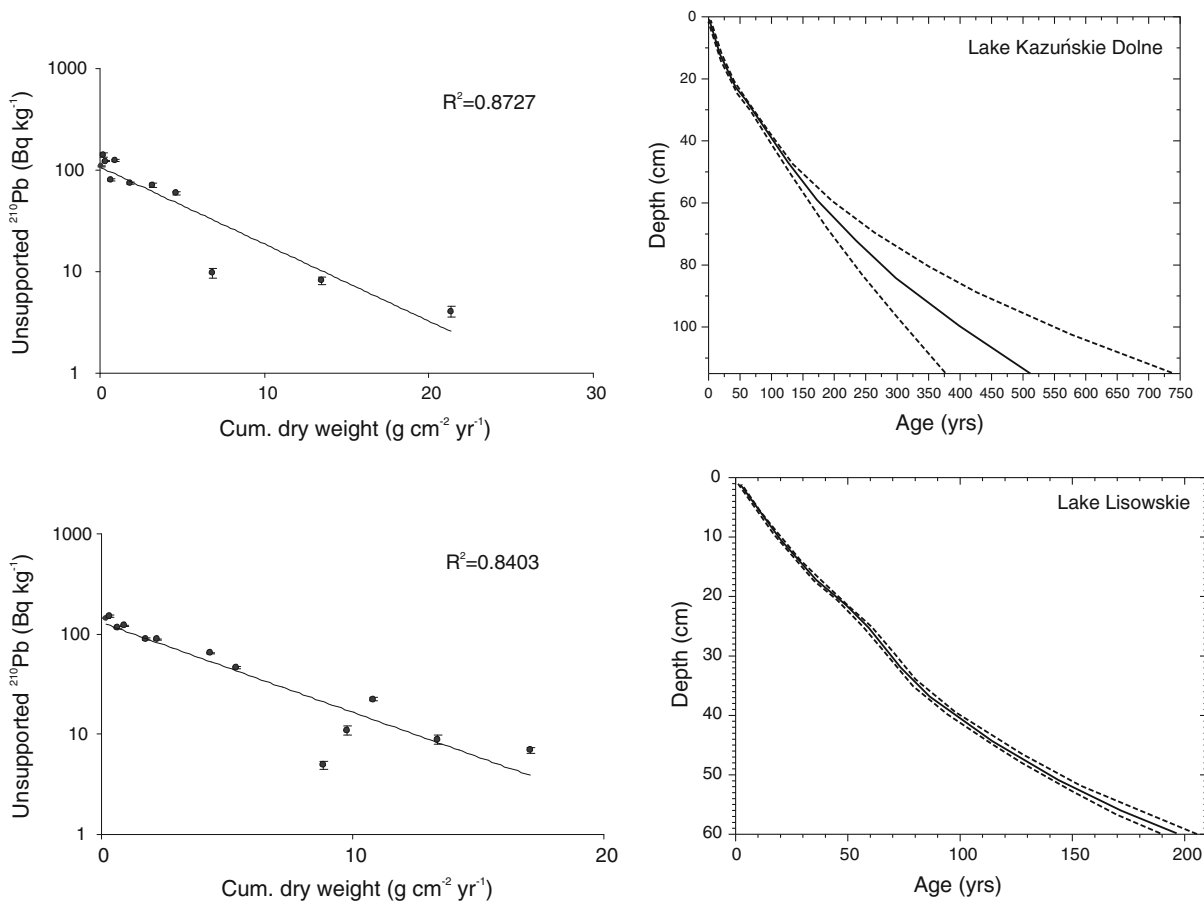 1000
100
10
1
0
10
20
30
Unsupported ²¹⁰Pb (Bq kg⁻¹)
R²=0.8727
Cum. dry weight (g cm⁻² yr⁻¹)
0
20
40
60
80
100
Depth (cm)
Lake Kazuńskie Dolne
0 50 100 150 200 250 300 350 400 450 500 550 600 650 700 750
Age (yrs)
1000
100
10
1
0
10
20
Unsupported ²¹⁰Pb (Bq kg⁻¹)
R²=0.8403
Cum. dry weight (g cm⁻² yr⁻¹)
0
10
20
30
40
50
60
Depth (cm)
Lake Lisowskie
0 50 100 150 200
Age (yrs)